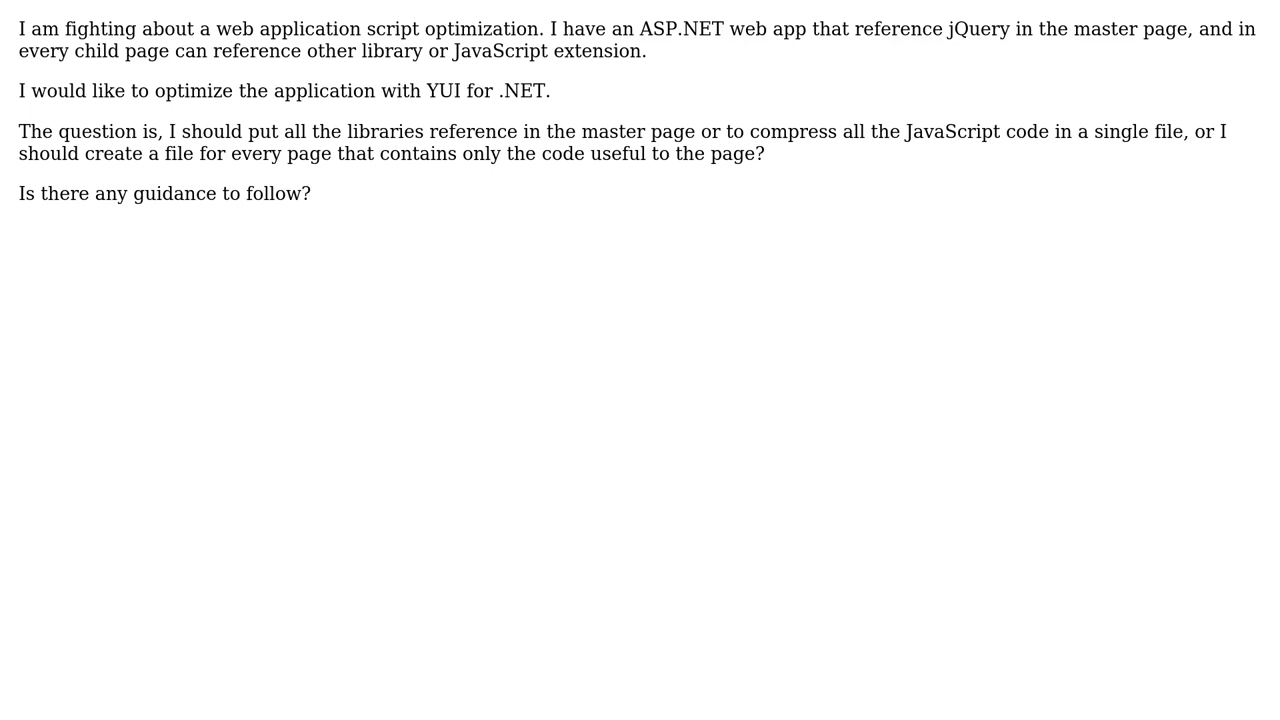 I am fighting about a web application script optimization. I have an ASP.NET web app that reference jQuery in the master page, and in
every child page can reference other library or JavaScript extension.
I would like to optimize the application with YUI for .NET.
The question is, I should put all the libraries reference in the master page or to compress all the JavaScript code in a single file, or I
should create a file for every page that contains only the code useful to the page?
Is there any guidance to follow?